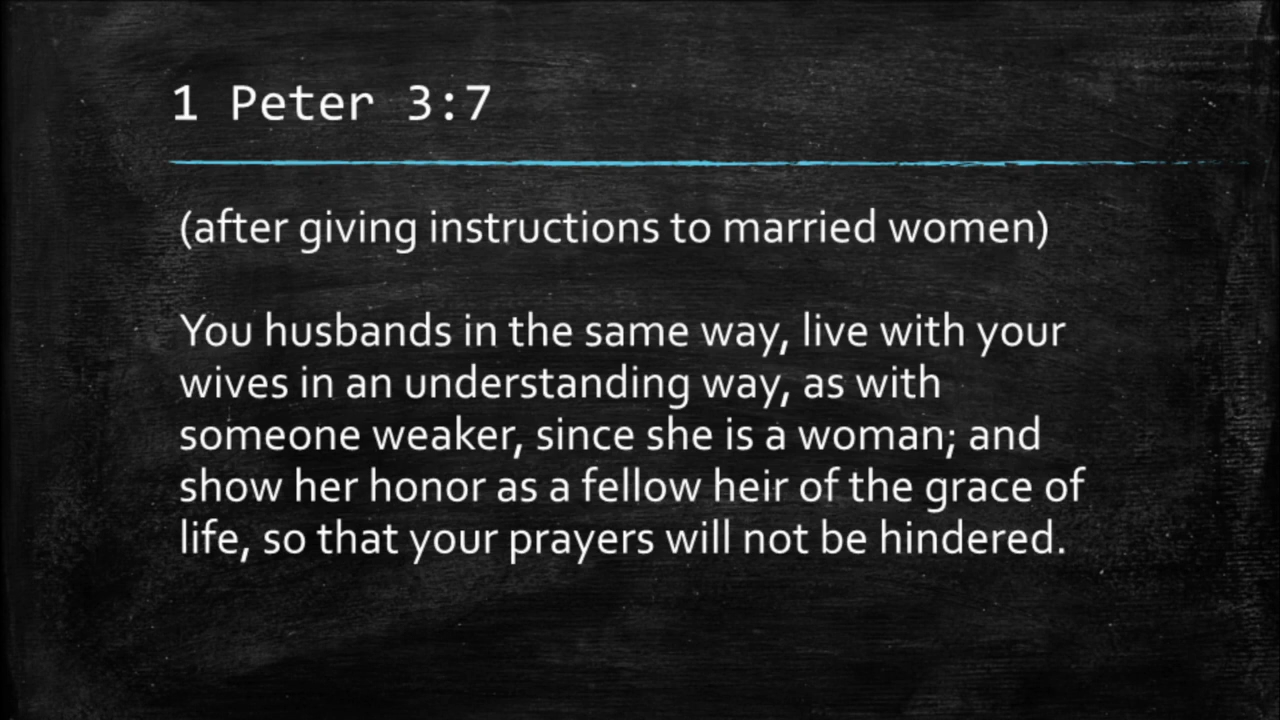 1 Peter 3:7
(after giving instructions to married women)
You husbands in the same way, live with your
wives in an understanding way, as with
someone weaker, since she is a woman; and
show her honor as a fellow heir of the grace of
life, so that your prayers will not be hindered.